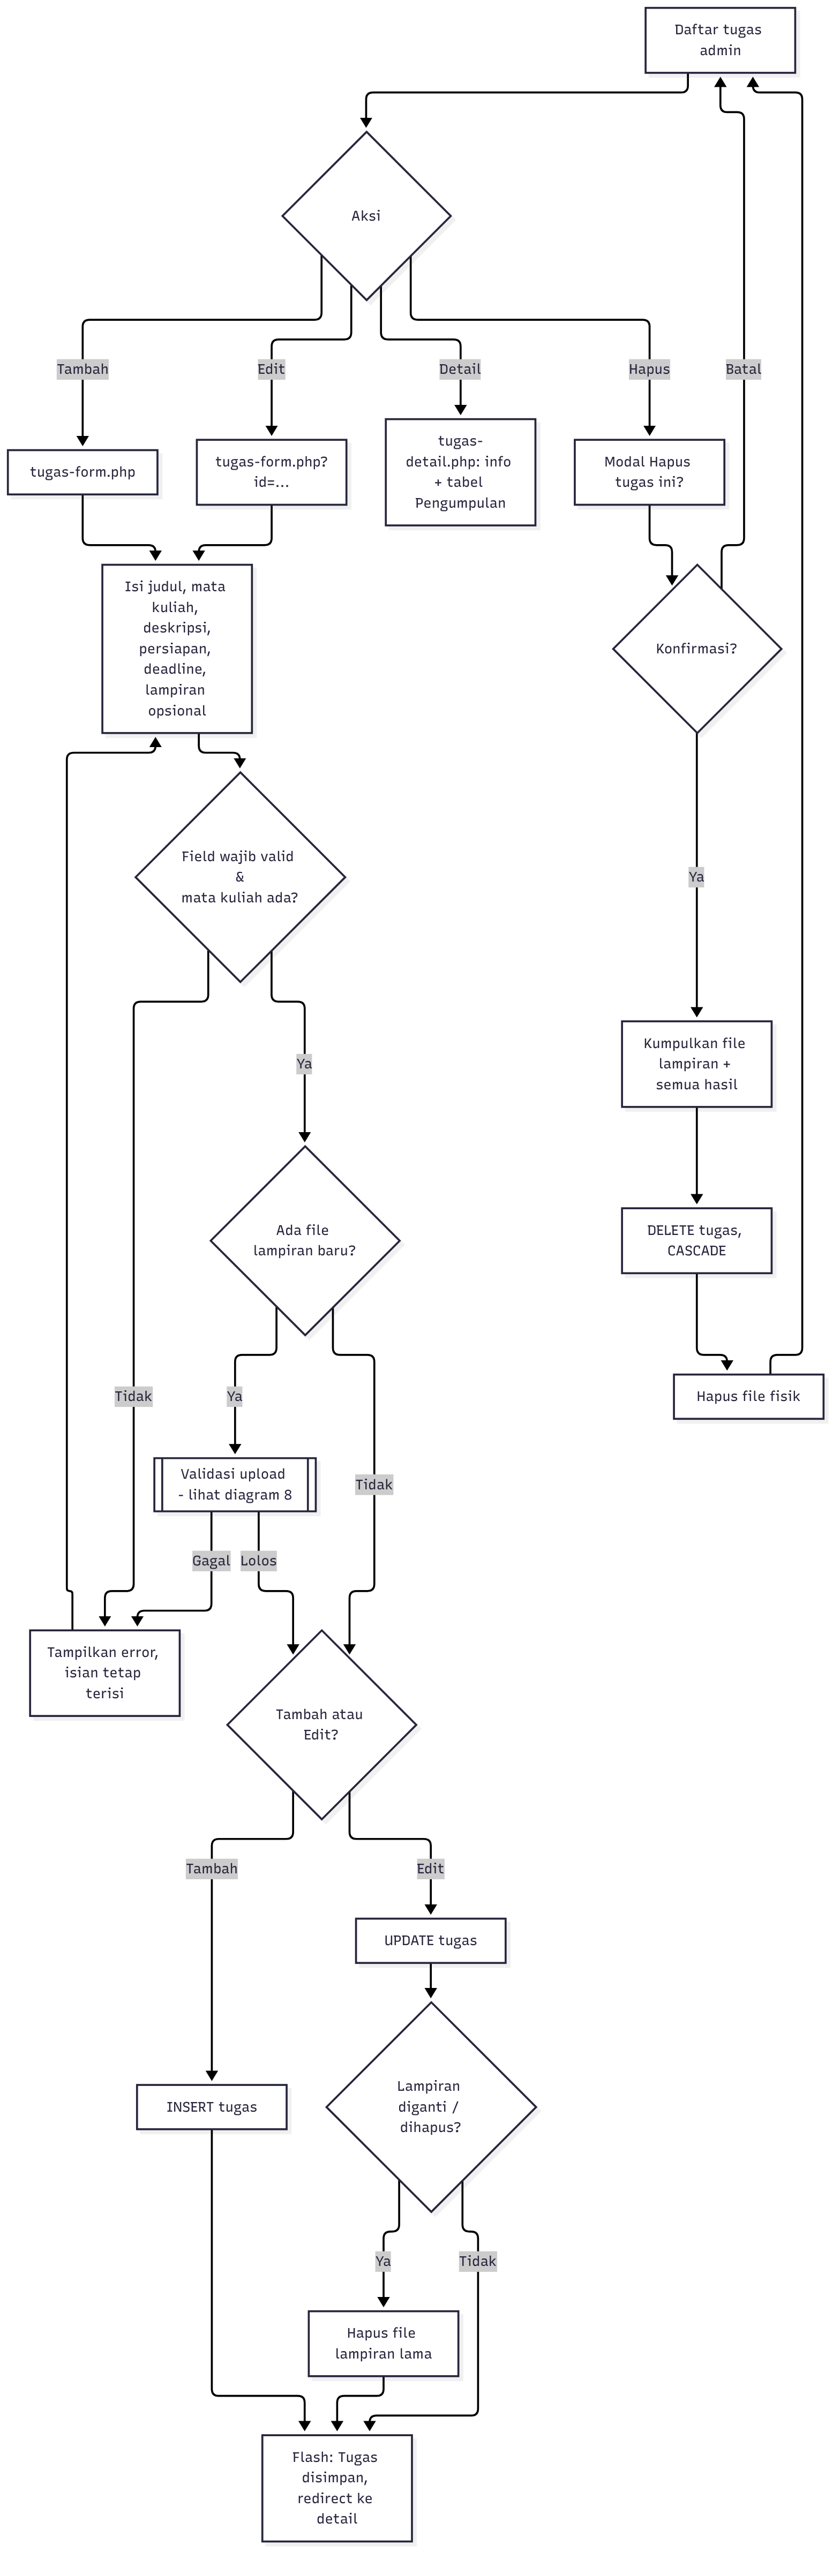 Daftar tugas
admin
Aksi
Tambah
Edit
Detail
Hapus
Batal
tugas-form.php
tugas-form.php?
id=...
tugas-
detail.php: info
+ tabel
Pengumpulan
Modal Hapus
tugas ini?
Isi judul, mata
kuliah,
deskripsi,
persiapan,
deadline,
lampiran
opsional
Konfirmasi?
Field wajib valid
&
mata kuliah ada?
Ya
Kumpulkan file
lampiran +
semua hasil
Ya
Ada file
lampiran baru?
DELETE tugas,
CASCADE
Tidak
Ya
Hapus file fisik
Validasi upload
- lihat diagram 8
Tidak
Gagal
Lolos
Tampilkan error,
isian tetap
terisi
Tambah atau
Edit?
Tambah
Edit
UPDATE tugas
INSERT tugas
Lampiran
diganti /
dihapus?
Ya
Tidak
Hapus file
lampiran lama
Flash: Tugas
disimpan,
redirect ke
detail